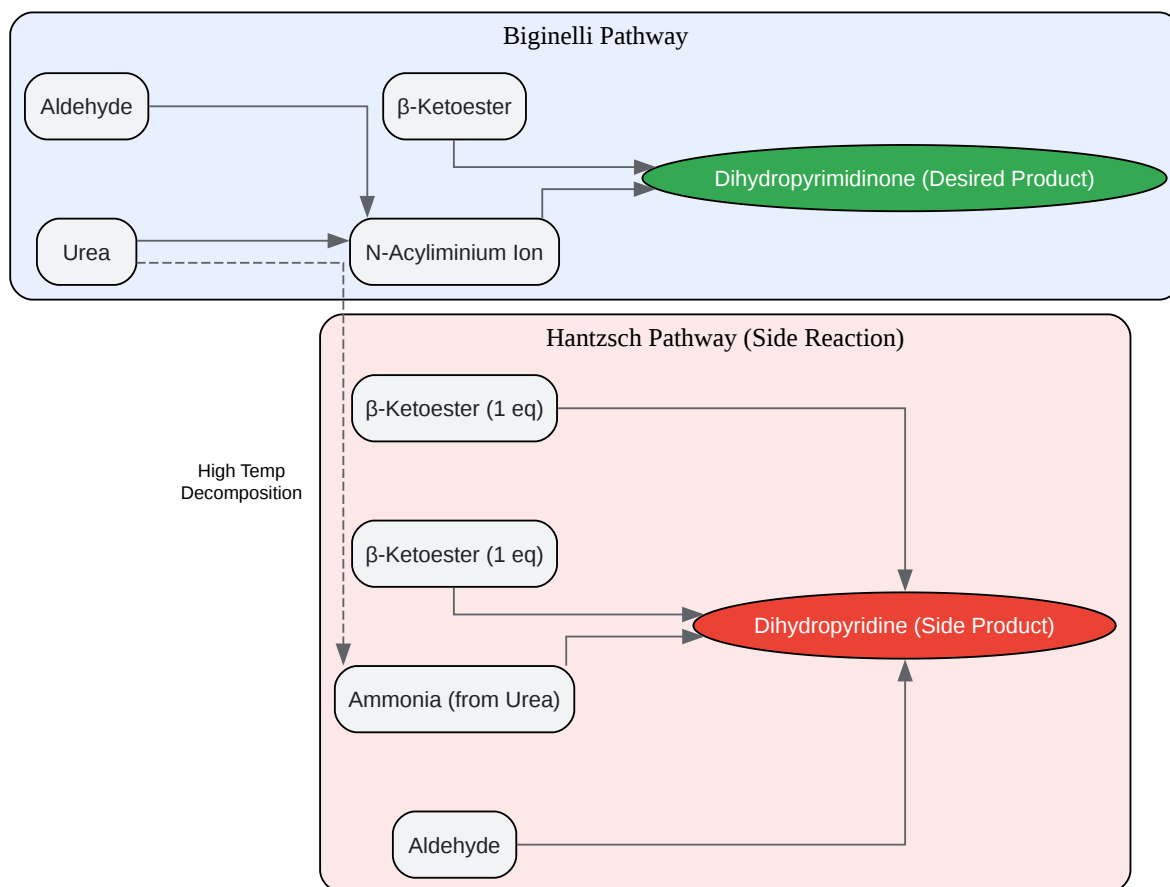 Biginelli Pathway
Aldehyde
β-Ketoester
Dihydropyrimidinone (Desired Product)
Urea
N-Acyliminium Ion
Hantzsch Pathway (Side Reaction)
β-Ketoester (1 eq)
High Temp
Decomposition
β-Ketoester (1 eq)
Dihydropyridine (Side Product)
Ammonia (from Urea)
Aldehyde